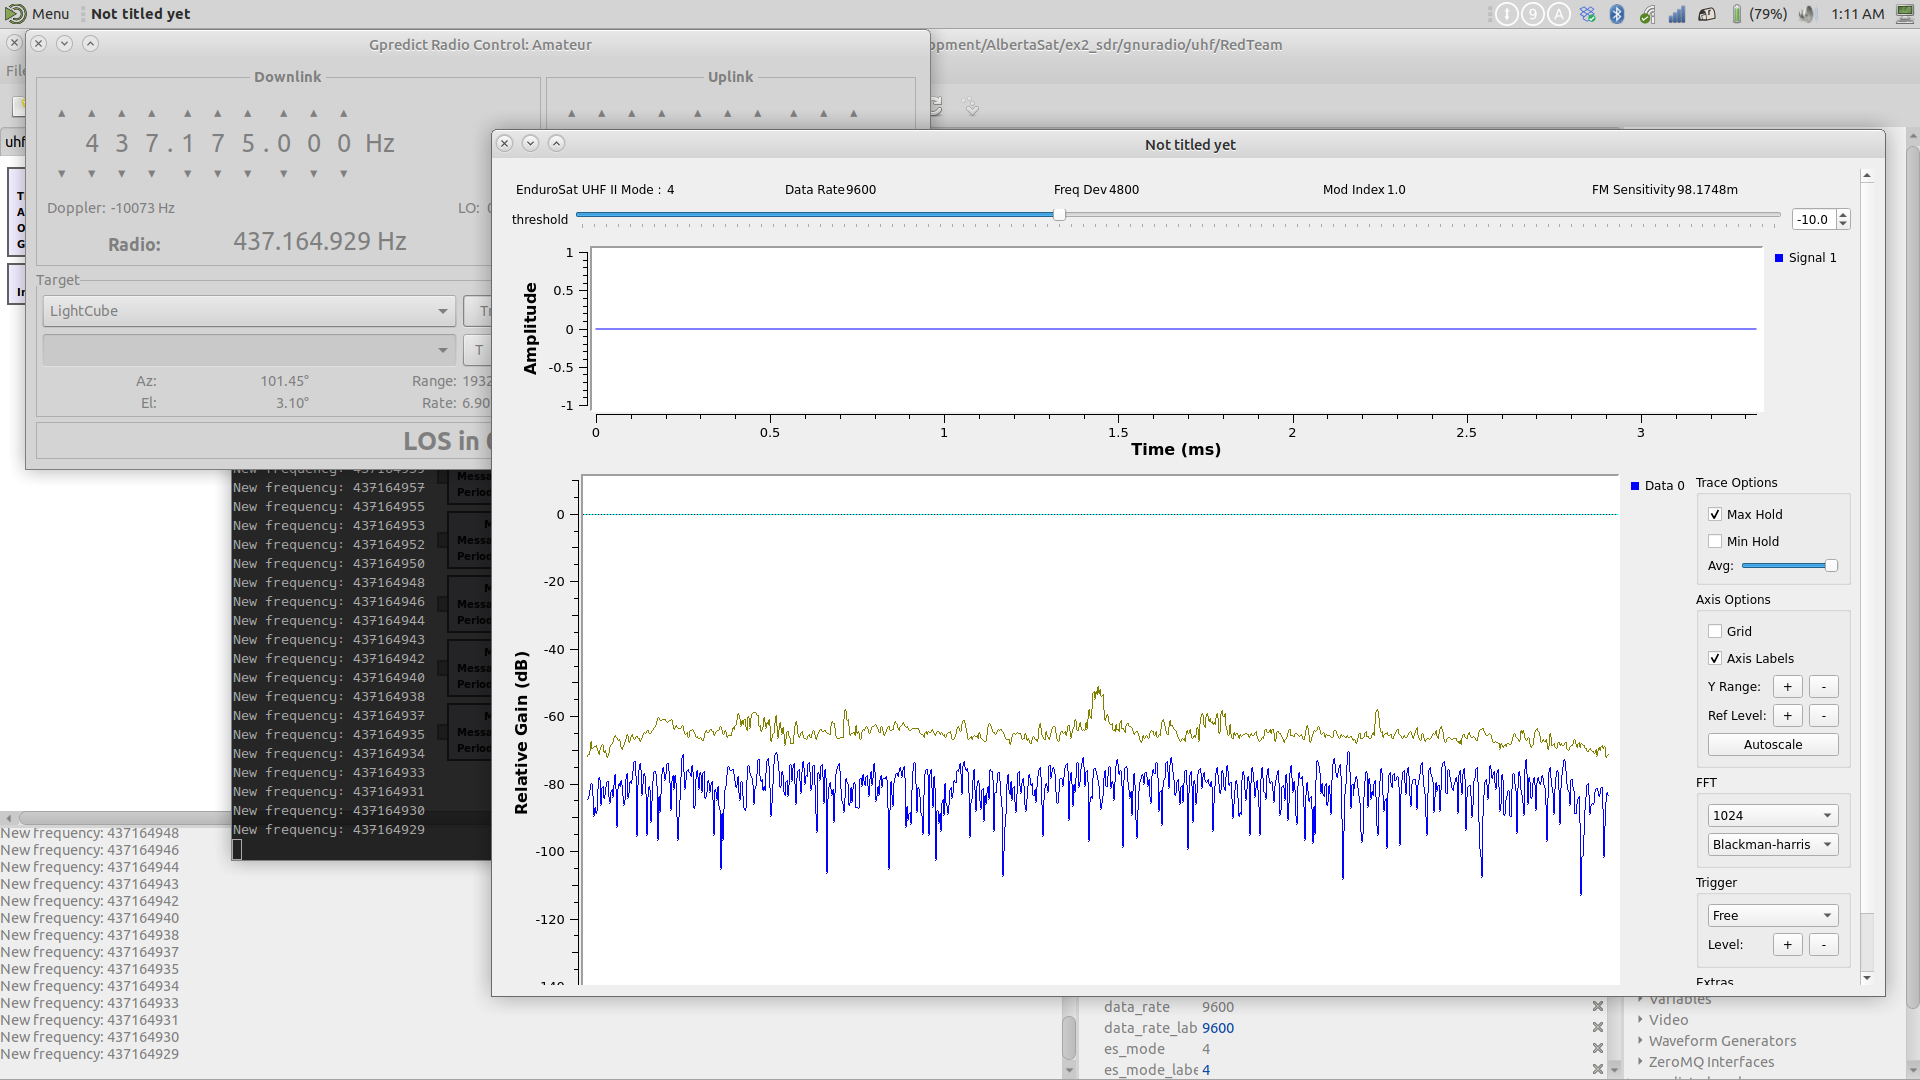 Menu Not titled yet
9 A (79%) 1:11 AM
Gpredict Radio Control: Amateur
opment/AlbertaSat/ex2_sdr/gnuradio/uhf/RedTeam
File
Downlink Uplink
437.175.000 Hz
uhf
Doppler: -10073 Hz LO:
Radio: 437.164.929 Hz
Target
LightCube
T
Az: 101.45° Range: 1932
El: 3.10° Rate: 6.90
LOS in
New frequency: 437164957
New frequency: 437164955
New frequency: 437164953
New frequency: 437164952
New frequency: 437164950
New frequency: 437164948
New frequency: 437164946
New frequency: 437164944
New frequency: 437164943
New frequency: 437164942
New frequency: 437164940
New frequency: 437164938
New frequency: 437164937
New frequency: 437164935
New frequency: 437164934
New frequency: 437164933
New frequency: 437164931
New frequency: 437164930
New frequency: 437164929
New frequency: 437164948
New frequency: 437164946
New frequency: 437164944
New frequency: 437164943
New frequency: 437164942
New frequency: 437164940
New frequency: 437164938
New frequency: 437164937
New frequency: 437164935
New frequency: 437164934
New frequency: 437164933
New frequency: 437164931
New frequency: 437164930
New frequency: 437164929
Not titled yet
EnduroSat UHF II Mode : 4 Data Rate 9600 Freq Dev 4800 Mod Index 1.0 FM Sensitivity 98.1748m
threshold -10.0
Amplitude
1
0.5
0
-0.5
-1
Signal 1
0 0.5 1 1.5 2 2.5 3
Time (ms)
Relative Gain (dB)
0
-20
-40
-60
-80
-100
-120
-140
Data 0
Trace Options
Max Hold
Min Hold
Avg:
Axis Options
Grid
Axis Labels
Y Range: + -
Ref Level: + -
Autoscale
FFT
1024
Blackman-harris
Trigger
Free
Level: + -
Extras
data_rate 9600
data_rate_lab 9600
es_mode 4
es_mode_labe 4
Variables
Video
Waveform Generators
ZeroMQ Interfaces